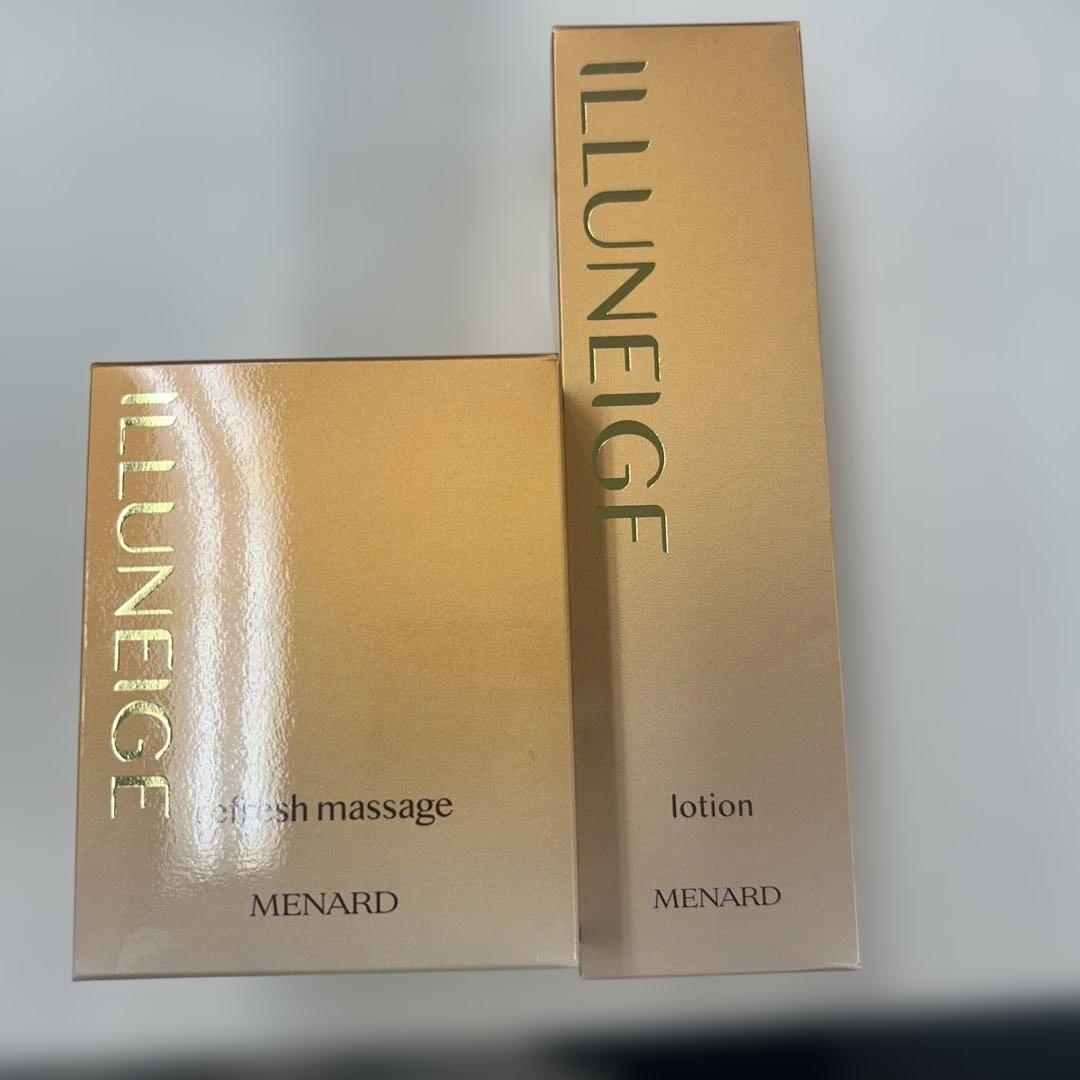 ILLUNEIGE
refresh massage
MENARD
ILLUNEIGE
lotion
MENARD